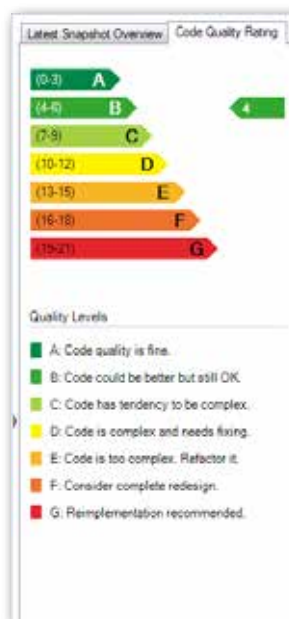 Latest Snapshot Overview Code Quality Rating
(0-3) A
(4-6) B 4
(7-9) C
(10-12) D
(13-15) E
(16-18) F
(19-21) G
Quality Levels
A: Code quality is fine.
B: Code could be better but still OK.
C: Code has tendency to be complex.
D: Code is complex and needs fixing.
E: Code is too complex. Refactor it.
F: Consider complete redesign.
G: Reimplementation recommended.